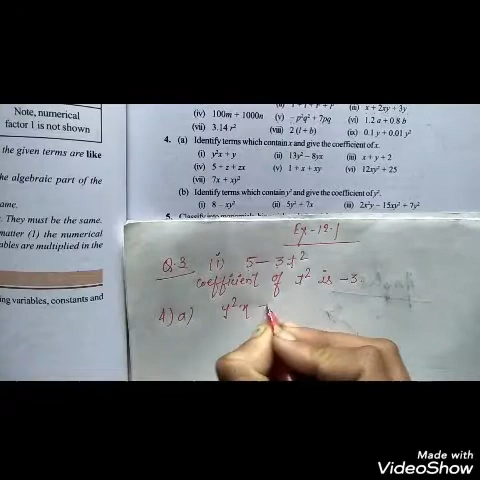 Note, numerical
factor 1 is not shown
the given terms are like
the algebraic part of the
ame.
. They must be the same.
matter (1) the numerical
ables are multiplied in the
ing variables, constants and
(iii) x + 2xy + 3y
(iv) 100m + 1000n (v) – p²q² + 7pq (vi) 1.2 a + 0.8 b
(vii) 3.14 r² (viii) 2 (l + b) (ix) 0.1 y + 0.01 y²
4. (a) Identify terms which contain x and give the coefficient of x.
(i) y²x + y (ii) 13y² – 8yx (iii) x + y + 2
(iv) 5 + z + zx (v) 1 + x + xy (vi) 12xy² + 25
(vii) 7x + xy²
(b) Identify terms which contain y² and give the coefficient of y².
(i) 8 – xy² (ii) 5y² + 7x (iii) 2x²y – 15xy² + 7y²
5. Classify into monomials
Ex-12.1
Q.3 (i) 5 – 3t²
coefficient of t² is –3
4) a) y²x
Made with
VideoShow